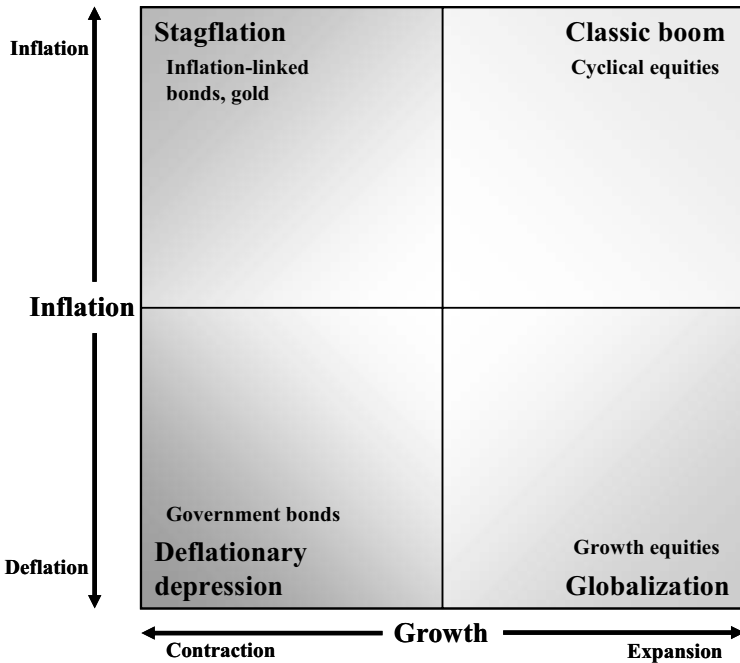 Inflation
Stagflation
Inflation-linked
bonds, gold
Classic boom
Cyclical equities
Inflation
Government bonds
Deflationary
depression
Growth equities
Globalization
Deflation
Contraction
Growth
Expansion